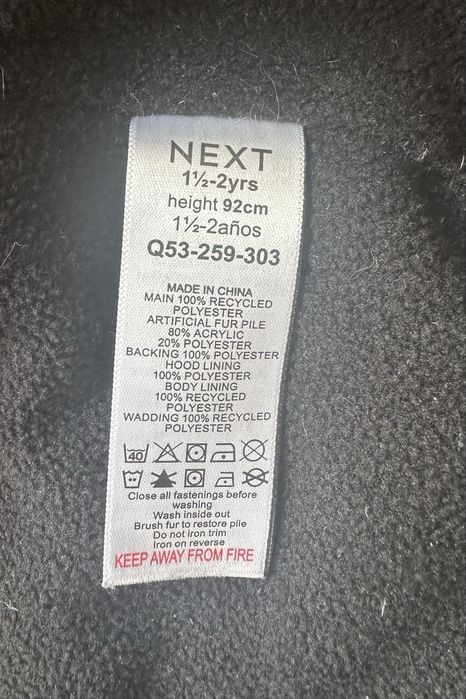 NEXT
1½-2yrs
height 92cm
1½-2años
Q53-259-303
MADE IN CHINA
MAIN 100% RECYCLED
POLYESTER
ARTIFICIAL FUR PILE
80% ACRYLIC
20% POLYESTER
BACKING 100% POLYESTER
HOOD LINING
100% POLYESTER
BODY LINING
100% RECYCLED
POLYESTER
WADDING 100% RECYCLED
POLYESTER
40
Close all fastenings before
washing
Wash inside out
Brush fur to restore pile
Do not iron trim
Iron on reverse
KEEP AWAY FROM FIRE